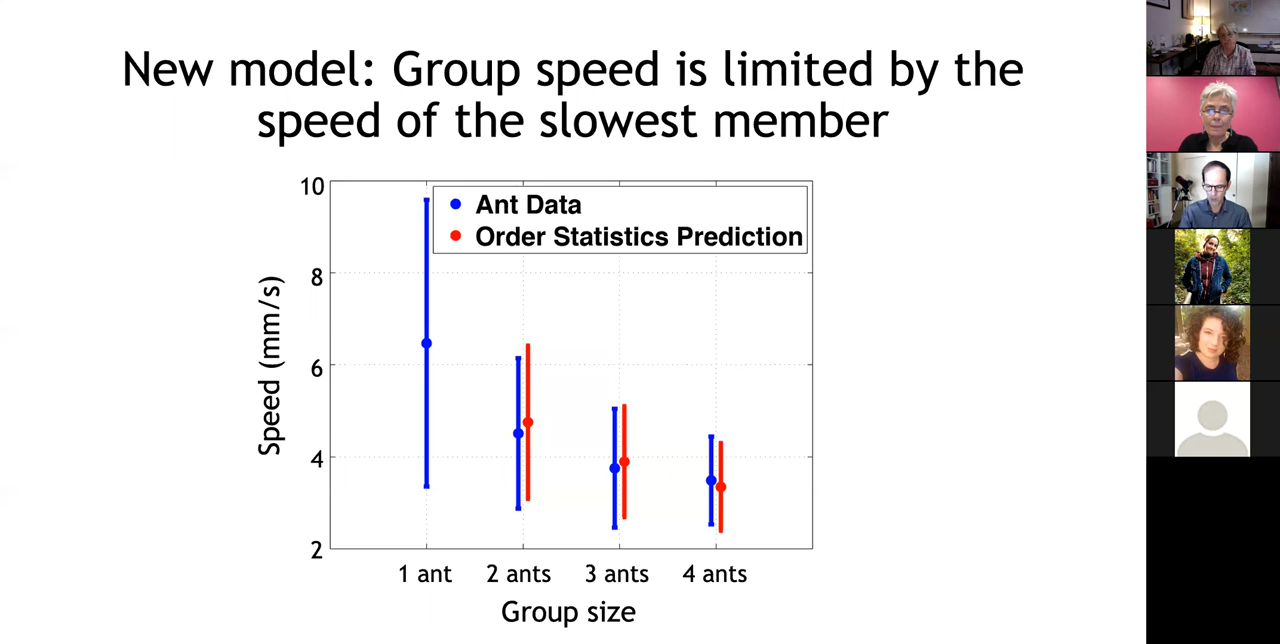 New model: Group speed is limited by the
speed of the slowest member
10
Ant Data
Order Statistics Prediction
8
6
4
2
Speed (mm/s)
1 ant
2 ants
3 ants
4 ants
Group size